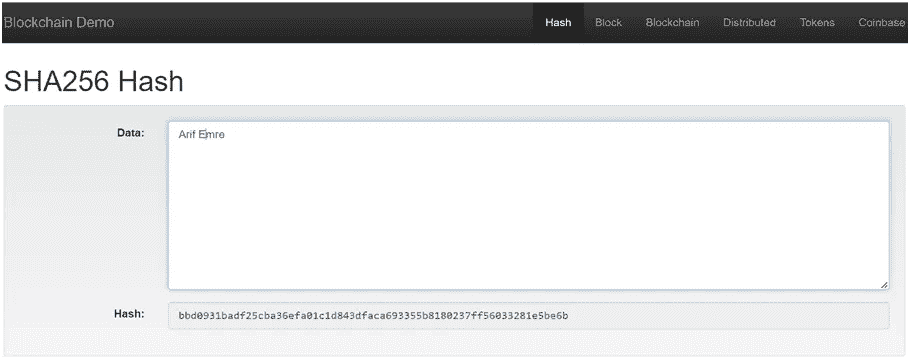 Blockchain Demo Hash Block Blockchain Distributed Tokens Coinbase
SHA256 Hash
Data: Arif Emre
Hash: bbd0931badf25cba36efa01c1d843dfaca693355b8180237ff56033281e5be6b